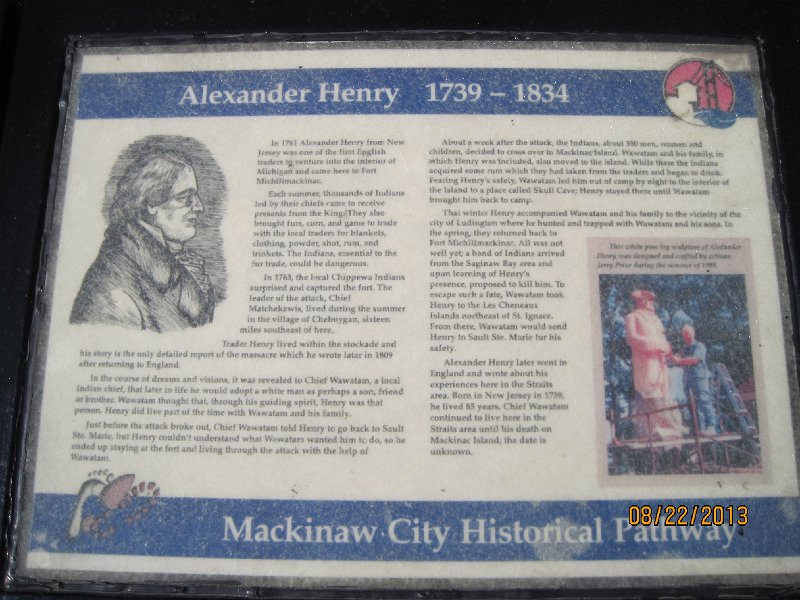 Alexander Henry 1739 – 1834
In 1761 Alexander Henry from New
Jersey was one of the first English
traders to venture into the interior of
Michigan and came here to Fort
Michilimackinac.
Each summer, thousands of Indians
led by their chiefs came to receive
presents from the King. They also
brought furs, corn, and game to trade
with the local traders for blankets,
clothing, powder, shot, rum, and
trinkets. The Indians, essential to the
fur trade, could be dangerous.
In 1763, the local Chippewa Indians
surprised and captured the fort. The
leader of the attack, Chief
Matchekewis, lived during the summer
in the village of Cheboygan, sixteen
miles southeast of here.
Trader Henry lived within the stockade and
his story is the only detailed report of the massacre which he wrote later in 1809
after returning to England.
In the course of dreams and visions, it was revealed to Chief Wawatam, a local
Indian chief, that later in life he would adopt a white man as perhaps a son, friend
or brother. Wawatam thought that, through his guiding spirit, Henry was that
person. Henry did live part of the time with Wawatam and his family.
Just before the attack broke out, Chief Wawatam told Henry to go back to Sault
Ste. Marie, but Henry couldn't understand what Wawatam wanted him to do, so he
ended up staying at the fort and living through the attack with the help of
Wawatam.
About a week after the attack, the Indians, about 350 men, women and
children, decided to cross over to Mackinac Island. Wawatam and his family, in
which Henry was included, also moved to the island. While there the Indians
acquired some rum which they had taken from the traders and began to drink.
Fearing Henry's safety, Wawatam led him out of camp by night to the interior of
the island to a place called Skull Cave; Henry stayed there until Wawatam
brought him back to camp.
That winter Henry accompanied Wawatam and his family to the vicinity of the
city of Ludington where he hunted and trapped with Wawatam and his sons. In
the spring, they returned back to
Fort Michilimackinac. All was not
well yet; a band of Indians arrived
from the Saginaw Bay area and
upon learning of Henry's
presence, proposed to kill him. To
escape such a fate, Wawatam took
Henry to the Les Cheneaux
Islands northeast of St. Ignace.
From there, Wawatam would send
Henry to Sault Ste. Marie for his
safety.
Alexander Henry later went to
England and wrote about his
experiences here in the Straits
area. Born in New Jersey in 1739,
he lived 85 years. Chief Wawatam
continued to live here in the
Straits area until his death on
Mackinac Island; the date is
unknown.
This white pine log sculpture of Alexander
Henry was designed and crafted by artisan
Jerry Prior during the summer of
Mackinaw City Historical Pathway
08/22/2013